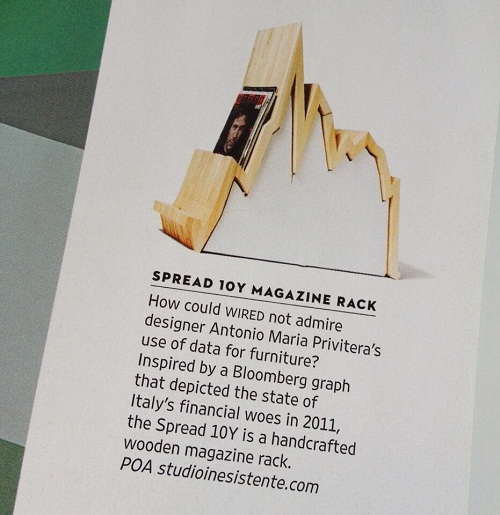 SPREAD 10Y MAGAZINE RACK
How could WIRED not admire
designer Antonio Maria Privitera's
use of data for furniture?
Inspired by a Bloomberg graph
that depicted the state of
Italy's financial woes in 2011,
the Spread 10Y is a handcrafted
wooden magazine rack.
POA studioinesistente.com